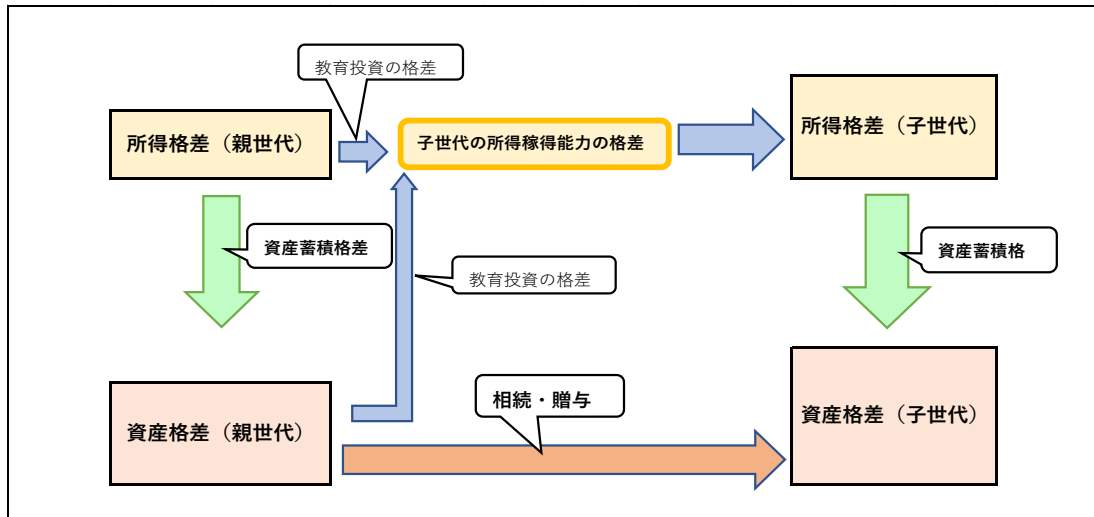 教育投資の格差
所得格差（親世代）
子世代の所得稼得能力の格差
所得格差（子世代）
資産蓄積格差
教育投資の格差
資産蓄積格
相続・贈与
資産格差（親世代）
資産格差（子世代）